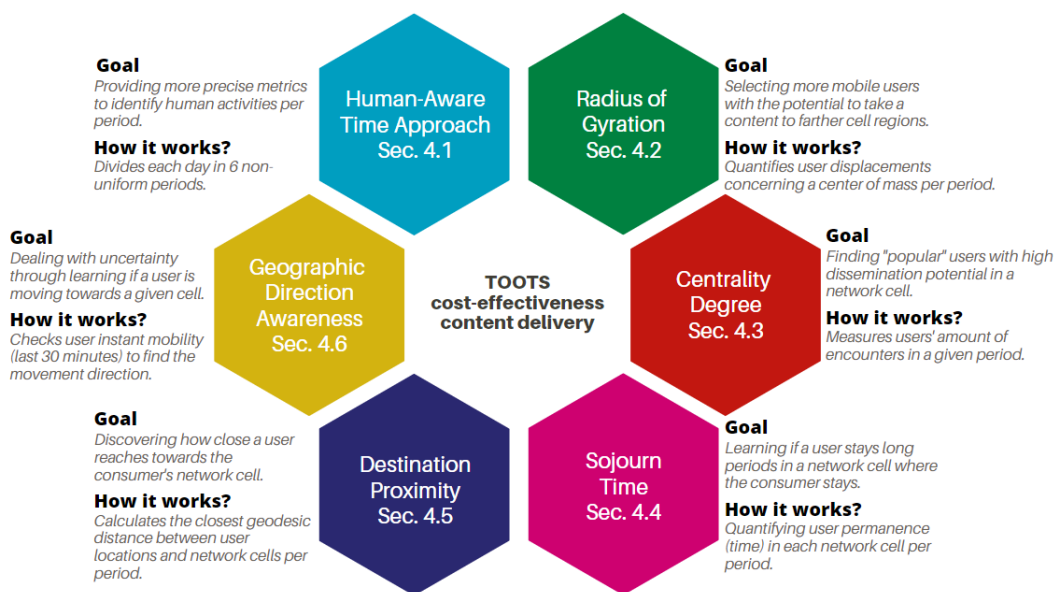 Goal
Providing more precise metrics
to identify human activities per
period.
How it works?
Divides each day in 6 non-
uniform periods.
Human-Aware
Time Approach
Sec. 4.1
Radius of
Gyration
Sec. 4.2
Goal
Selecting more mobile users
with the potential to take a
content to farther cell regions.
How it works?
Quantifies user displacements
concerning a center of mass per period.
Goal
Dealing with uncertainty
through learning if a user is
moving towards a given cell.
How it works?
Checks user instant mobility
(last 30 minutes) to find the
movement direction.
Geographic
Direction
Awareness
Sec. 4.6
TOOTS
cost-effectiveness
content delivery
Centrality
Degree
Sec. 4.3
Goal
Finding "popular" users with high
dissemination potential in a
network cell.
How it works?
Measures users' amount of
encounters in a given period.
Goal
Discovering how close a user
reaches towards the
consumer's network cell.
How it works?
Calculates the closest geodesic
distance between user
locations and network cells per
period.
Destination
Proximity
Sec. 4.5
Sojourn
Time
Sec. 4.4
Goal
Learning if a user stays long
periods in a network cell where
the consumer stays.
How it works?
Quantifying user permanence
(time) in each network cell per
period.